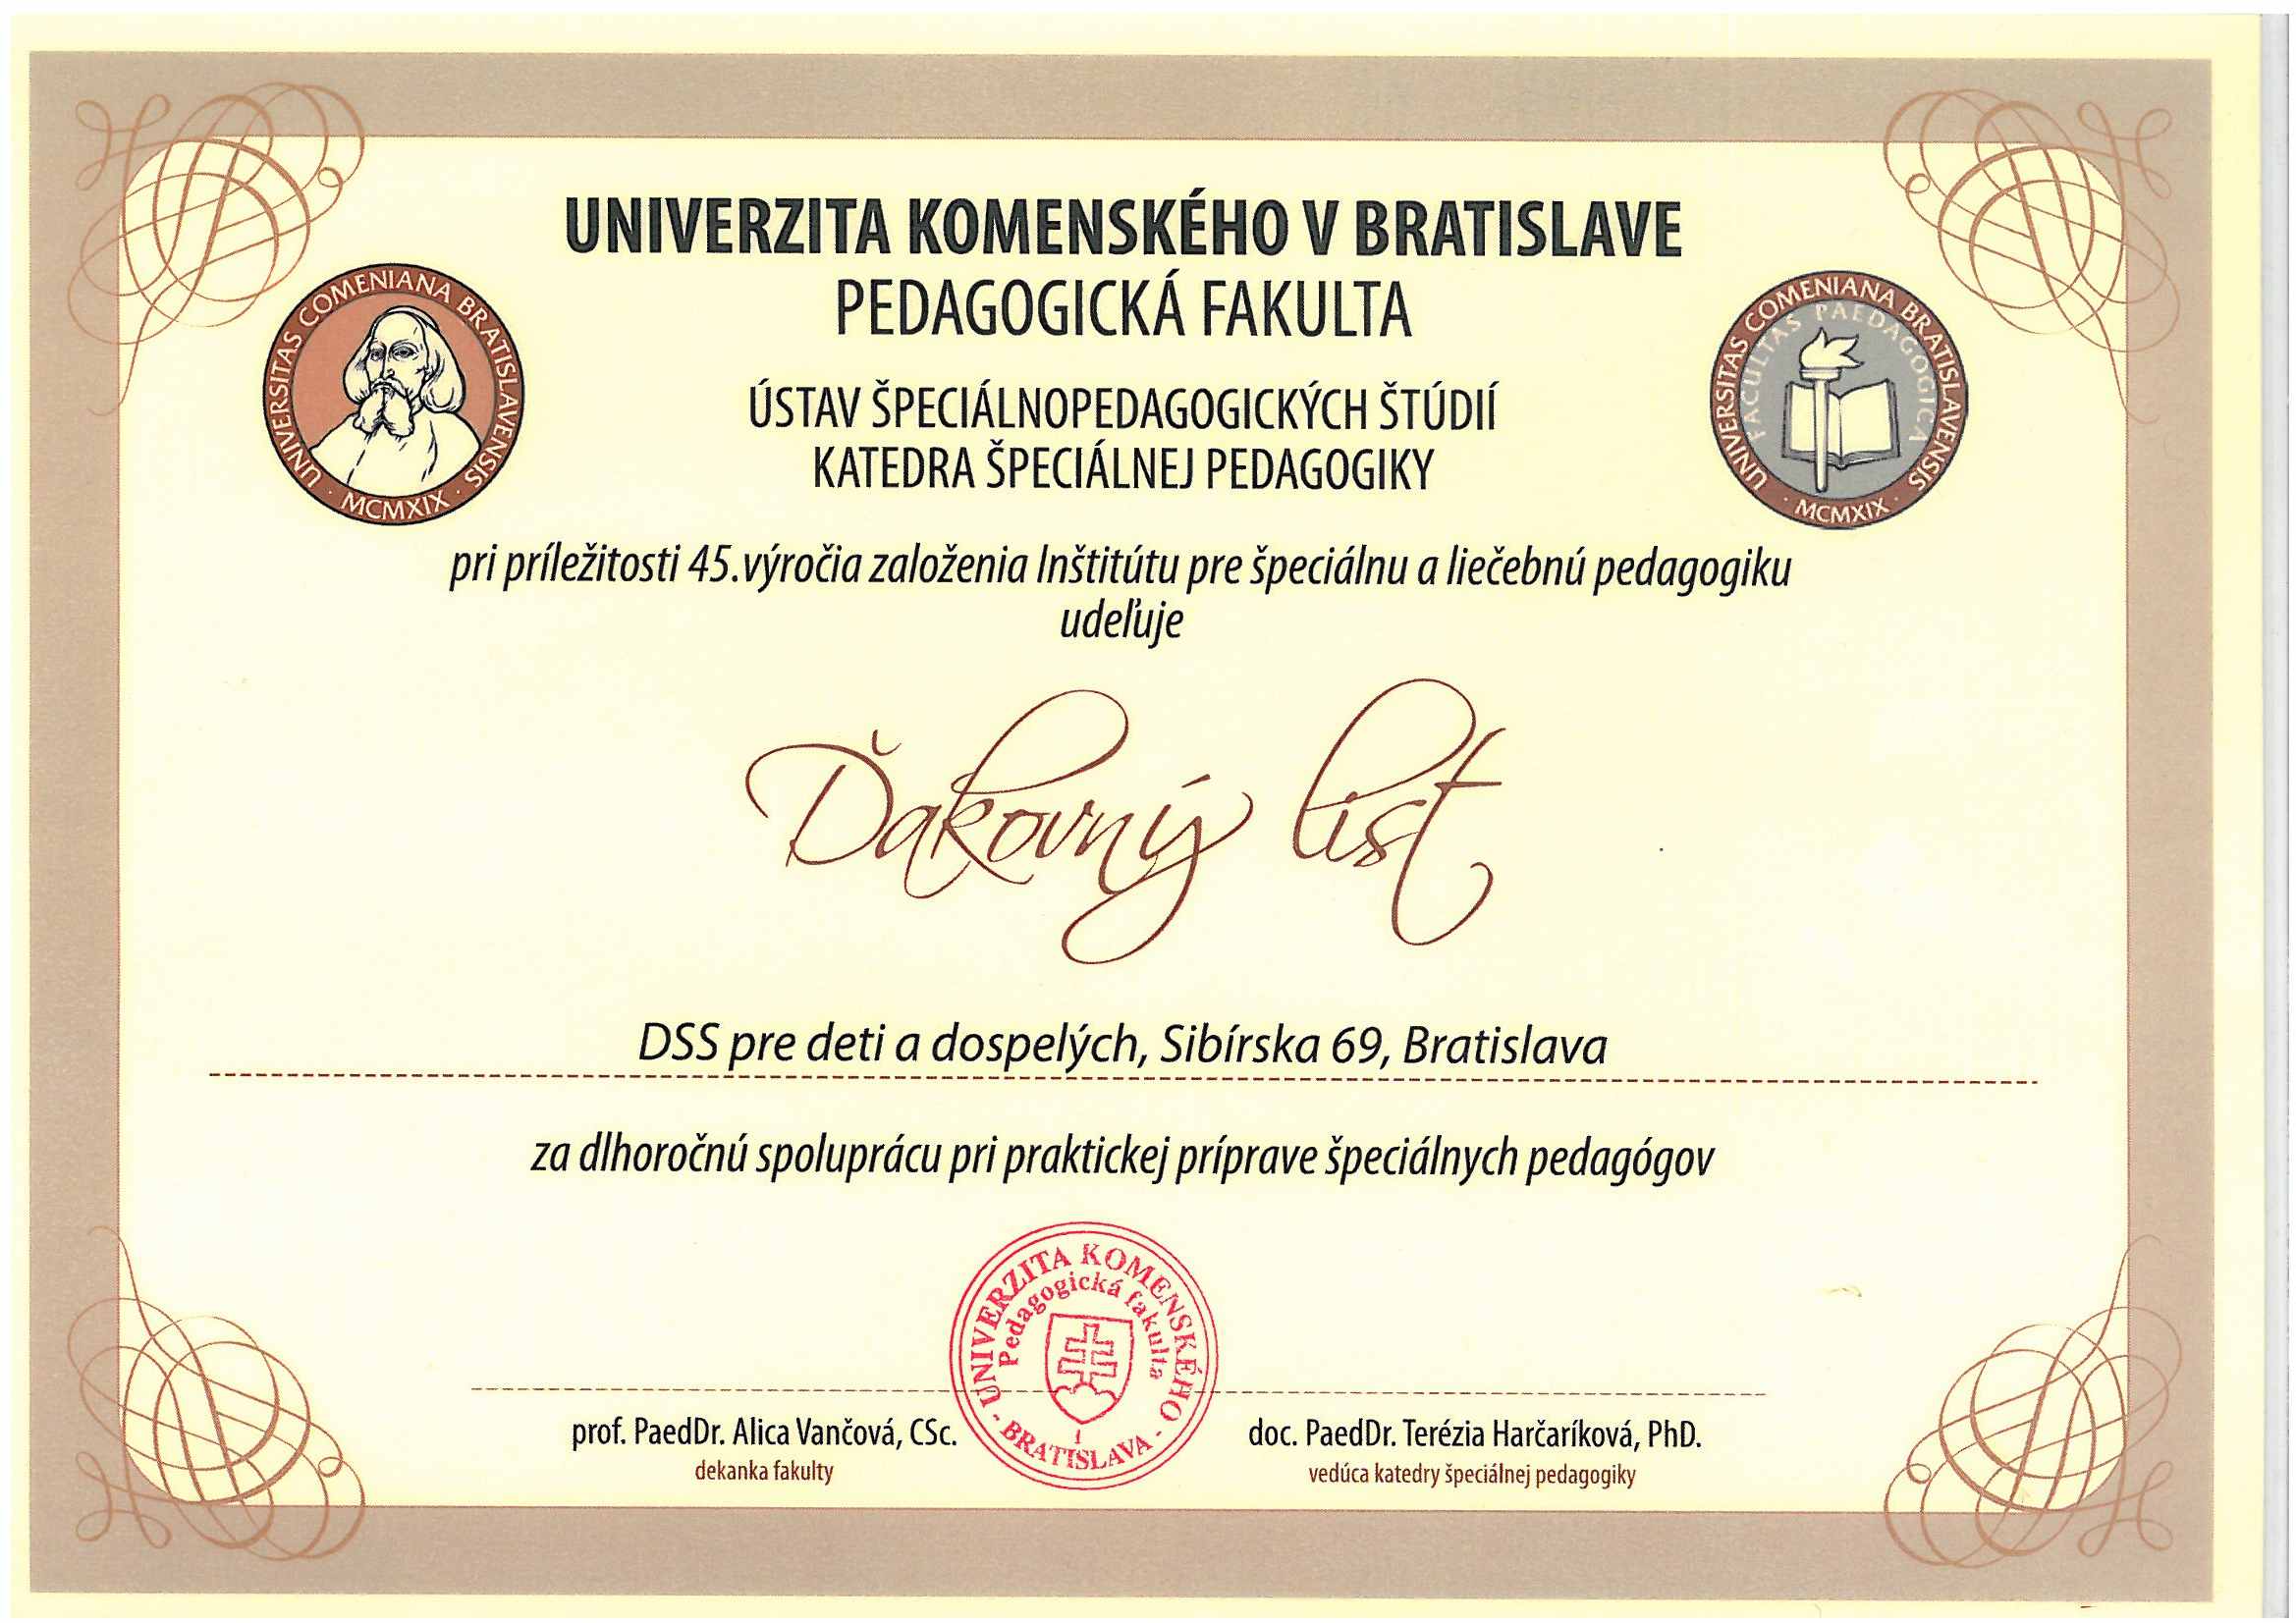 UNIVERZITA KOMENSKÉHO V BRATISLAVE
PEDAGOGICKÁ FAKULTA
ÚSTAV ŠPECIÁLNOPEDAGOGICKÝCH ŠTÚDIÍ
KATEDRA ŠPECIÁLNEJ PEDAGOGIKY
UNIVERSITAS COMENIANA BRATISLAVENSIS
· MCMXIX ·
UNIVERSITAS COMENIANA BRATISLAVENSIS
FACULTAS PAEDAGOGICA
· MCMXIX ·
pri príležitosti 45.výročia založenia Inštitútu pre špeciálnu a liečebnú pedagogiku
udeľuje
Ďakovný list
DSS pre deti a dospelých, Sibírska 69, Bratislava
za dlhoročnú spoluprácu pri praktickej príprave špeciálnych pedagógov
UNIVERZITA KOMENSKÉHO
Pedagogická fakulta
1
- BRATISLAVA -
prof. PaedDr. Alica Vančová, CSc.
dekanka fakulty
doc. PaedDr. Terézia Harčaríková, PhD.
vedúca katedry špeciálnej pedagogiky